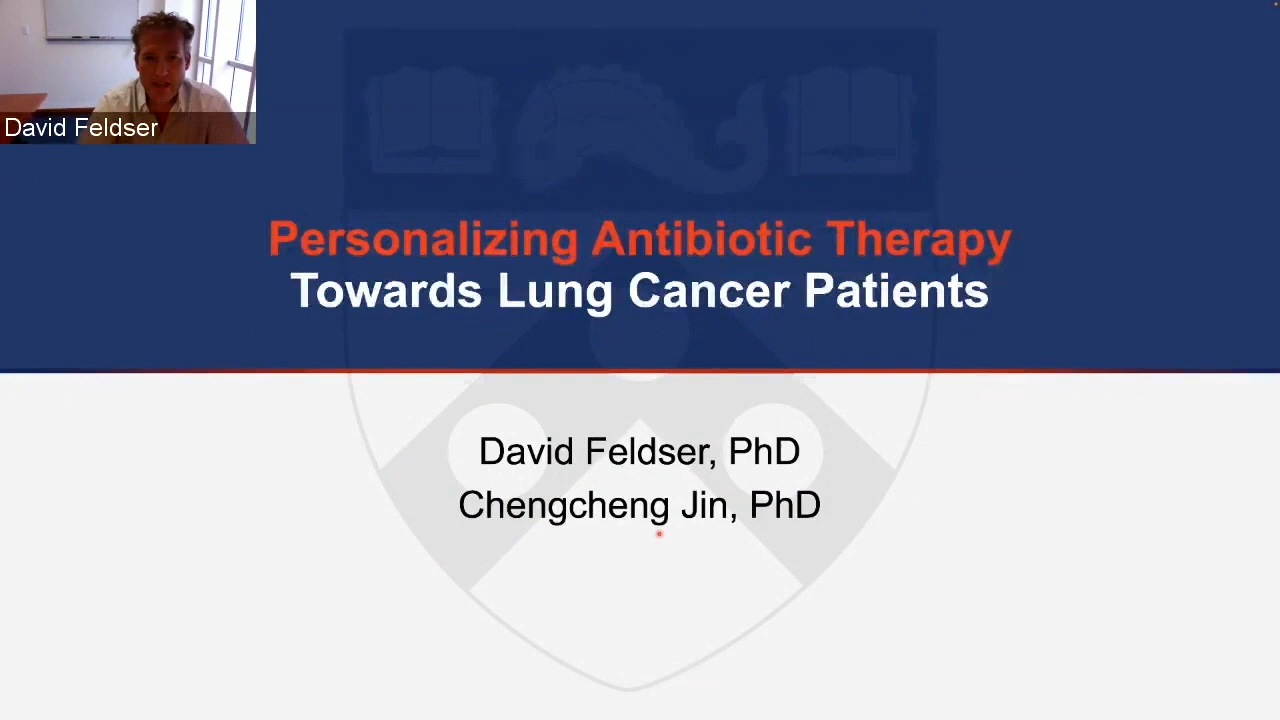 David Feldser
Personalizing Antibiotic Therapy
Towards Lung Cancer Patients
David Feldser, PhD
Chengcheng Jin, PhD